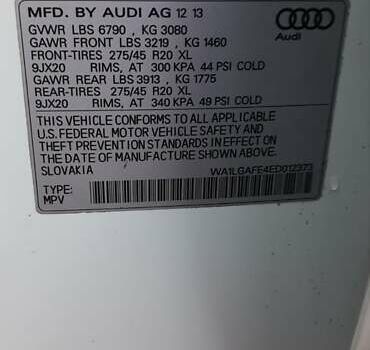 MFD. BY AUDI AG 12 13
GVWR LBS 6790 , KG 3080
GAWR FRONT LBS 3219 , KG 1460
FRONT-TIRES 275/45 R20 XL
9JX20 RIMS, AT 300 KPA 44 PSI COLD
GAWR REAR LBS 3913 , KG 1775
REAR-TIRES 275/45 R20 XL
9JX20 RIMS, AT 340 KPA 49 PSI COLD
Audi
THIS VEHICLE CONFORMS TO ALL APPLICABLE
U.S. FEDERAL MOTOR VEHICLE SAFETY AND
THEFT PREVENTION STANDARDS IN EFFECT ON
THE DATE OF MANUFACTURE SHOWN ABOVE.
SLOVAKIA WA1LGAFE4ED012373
TYPE:
MPV